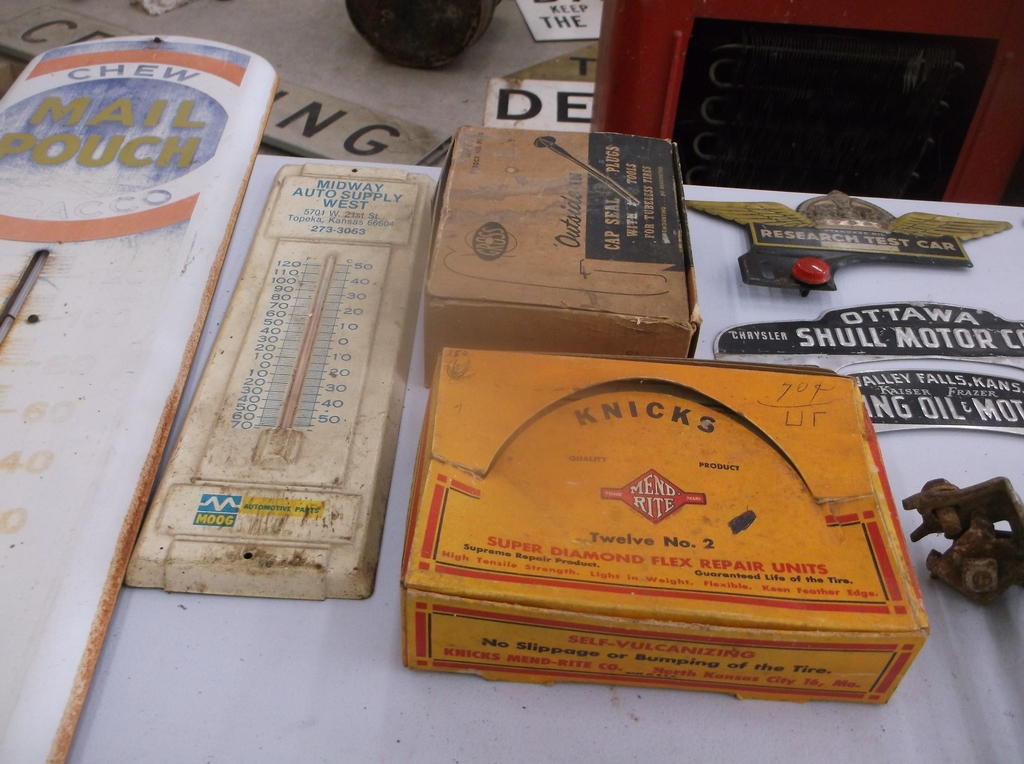 KEEP
THE
DE
NG
CHEW
MAIL
POUCH
MIDWAY
AUTO SUPPLY
WEST
5701 W. 21st St.
Topeka, Kansas 66604
273-3063
120 50
110
100 40
90
80 30
70
60 20
50
40 10
30
20 0
10
0 10
10
20 20
30
40 30
50 40
60
70 50
MOOG AUTOMOTIVE PARTS
Outside In
CAP SEAL PLUGS
WITH TOOLS
FOR TUBELESS TIRES
RESEARCH TEST CAR
OTTAWA
CHRYSLER SHULL MOTOR C
VALLEY FALLS, KANS
KAISER FRAZER
ING OIL & MOT
704
KNICKS
QUALITY PRODUCT
MEND
RITE
TRADE MARK
Twelve No. 2
SUPER DIAMOND FLEX REPAIR UNITS
Supreme Repair Product. Guaranteed Life of the Tire.
High Tensile Strength. Light in Weight. Flexible. Keen Feather Edge.
SELF-VULCANIZING
No Slippage or Bumping of the Tire.
KNICKS MEND-RITE CO. North Kansas City 16, Mo.